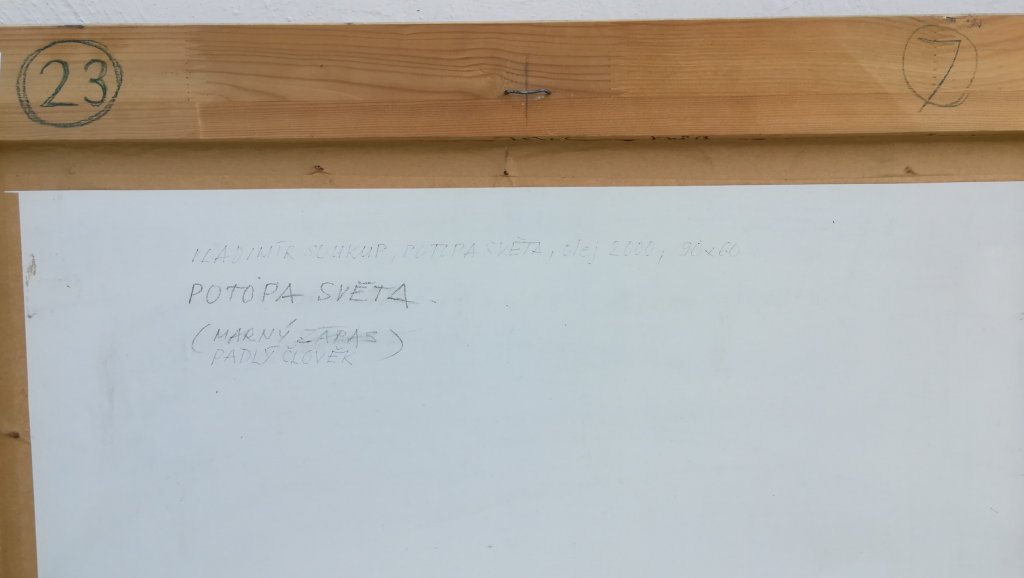 23 7
VLADIMÍR SOUKUP, POTOPA SVĚTA, olej 2000, 90x60
POTOPA SVĚTA.
(MARNÝ ZÁPAS)
PADLÝ ČLOVĚK